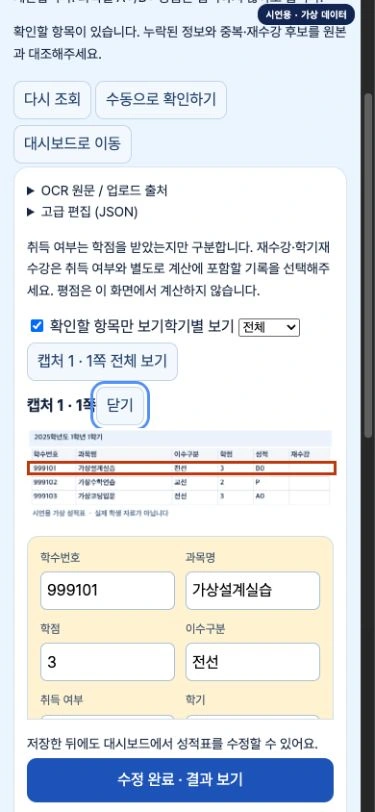 시연용 · 가상 데이터
확인할 항목이 있습니다. 누락된 정보와 중복·재수강 후보를 원본
과 대조해주세요.
다시 조회
수동으로 확인하기
대시보드로 이동
▶ OCR 원문 / 업로드 출처
▶ 고급 편집 (JSON)
취득 여부는 학점을 받았는지만 구분합니다. 재수강·학기재
수강은 취득 여부와 별도로 계산에 포함할 기록을 선택해주
세요. 평점은 이 화면에서 계산하지 않습니다.
확인할 항목만 보기학기별 보기 전체
캡처 1 · 1쪽 전체 보기
캡처 1 · 1쪽 닫기
2025학년도 1학년 1학기
학수번호 과목명 이수구분 학점 성적 재수강
999101 가상설계실습 전선 3 B0
999102 가상수학연습 교선 2 P
999103 가상코딩입문 전선 3 A0
시연용 가상 성적표 · 실제 학생 자료가 아닙니다
학수번호 과목명
999101 가상설계실습
학점 이수구분
3 전선
취득 여부 학기
저장한 뒤에도 대시보드에서 성적표를 수정할 수 있어요.
수정 완료 · 결과 보기